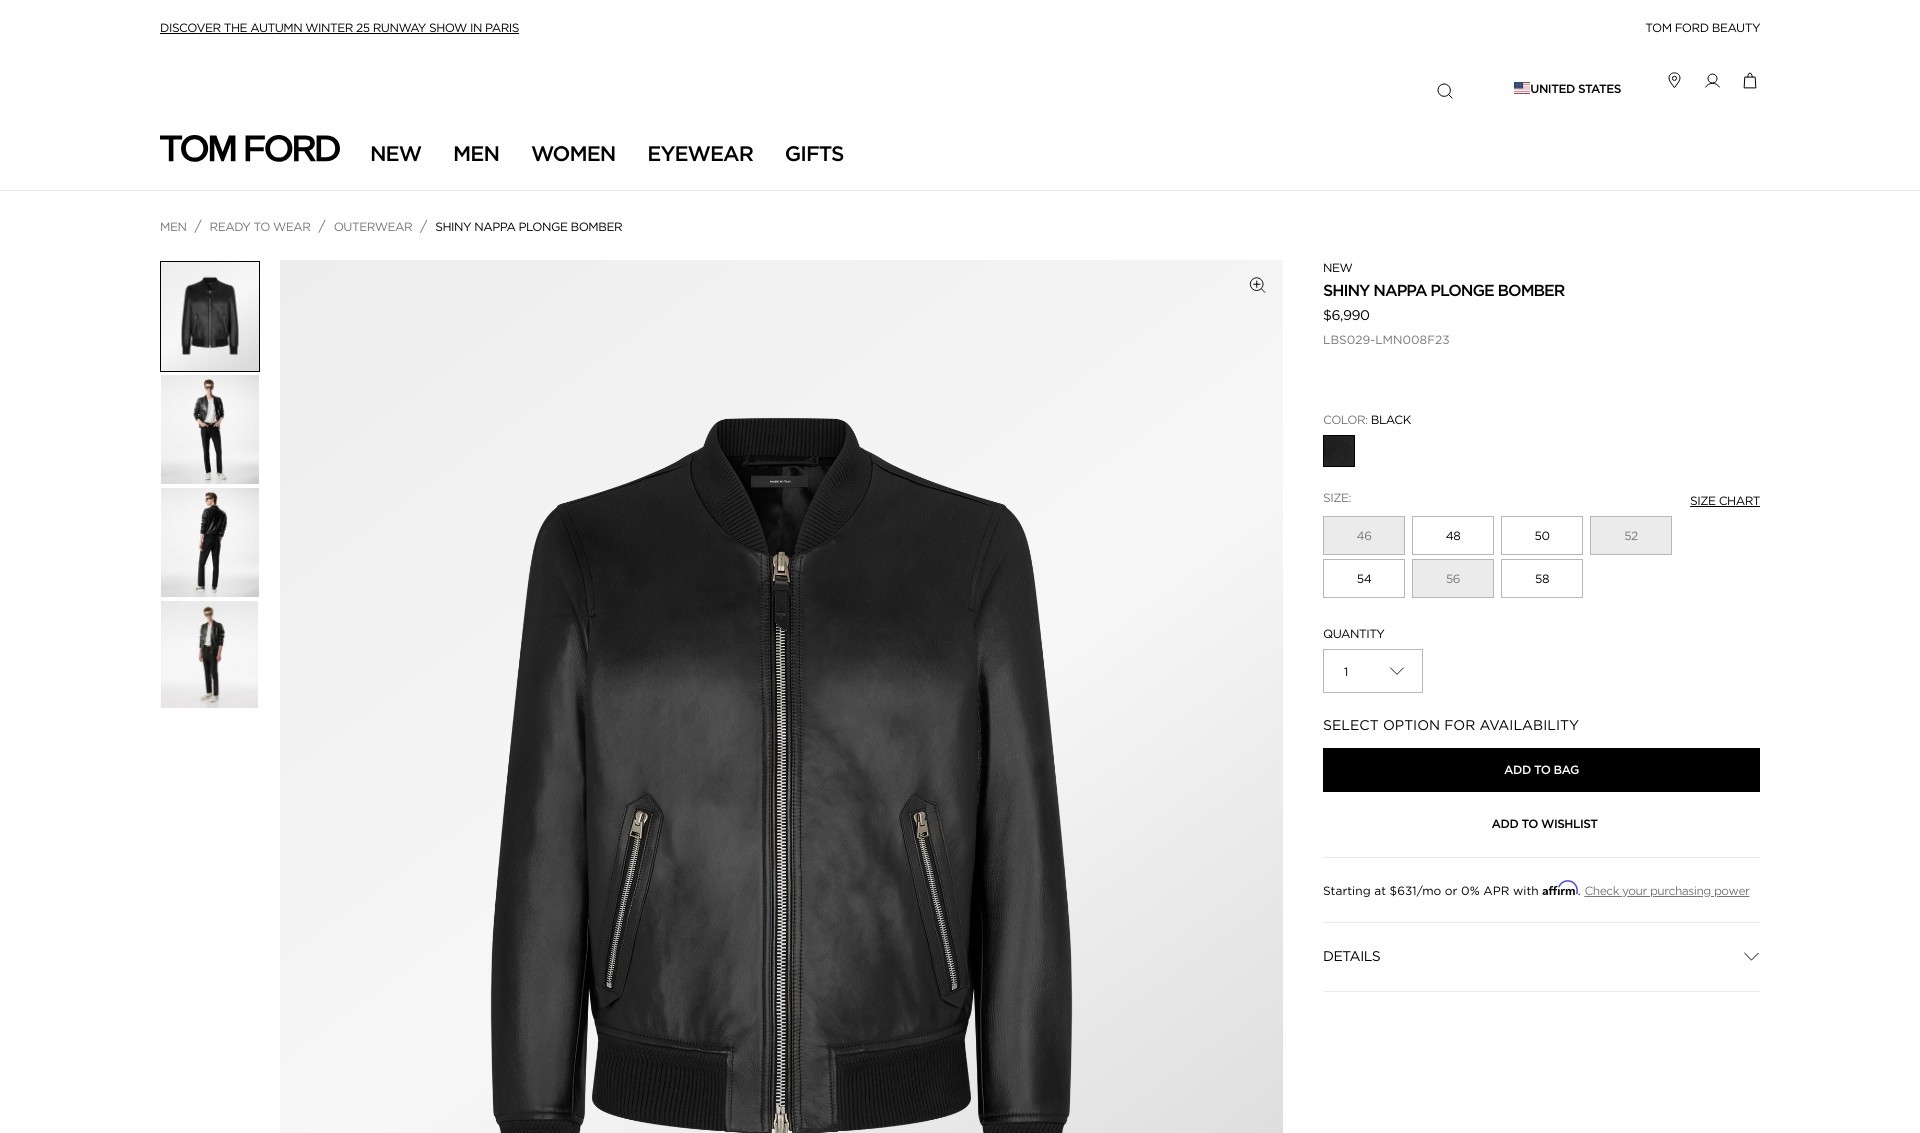 DISCOVER THE AUTUMN WINTER 25 RUNWAY SHOW IN PARIS
TOM FORD BEAUTY
UNITED STATES
TOM FORD
NEW
MEN
WOMEN
EYEWEAR
GIFTS
MEN / READY TO WEAR / OUTERWEAR / SHINY NAPPA PLONGE BOMBER
NEW
SHINY NAPPA PLONGE BOMBER
$6,990
LBS029-LMN008F23
COLOR: BLACK
SIZE:
SIZE CHART
46 48 50 52
54 56 58
QUANTITY
1
SELECT OPTION FOR AVAILABILITY
ADD TO BAG
ADD TO WISHLIST
Starting at $631/mo or 0% APR with affirm. Check your purchasing power
DETAILS
MADE IN ITALY